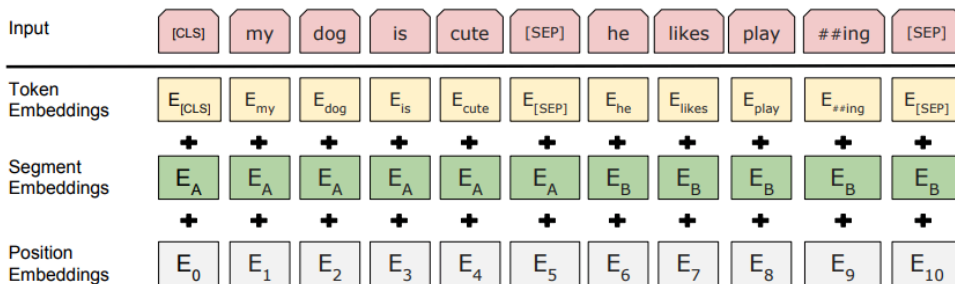 Input [CLS] my dog is cute [SEP] he likes play ##ing [SEP]
Token Embeddings E[CLS] Emy Edog Eis Ecute E[SEP] Ehe Elikes Eplay E##ing E[SEP]
+ + + + + + + + + + +
Segment Embeddings EA EA EA EA EA EA EB EB EB EB EB
+ + + + + + + + + + +
Position Embeddings E0 E1 E2 E3 E4 E5 E6 E7 E8 E9 E10